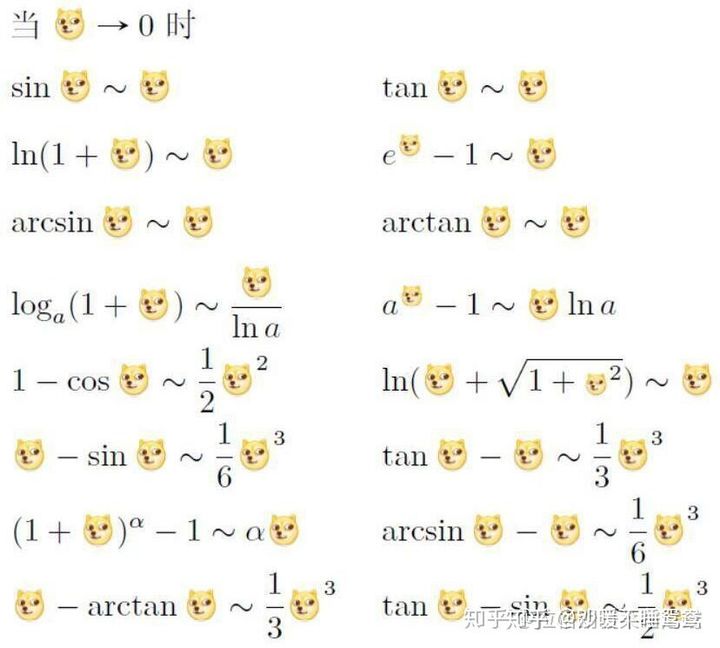 当 🐶 → 0 时
sin 🐶 ~ 🐶
tan 🐶 ~ 🐶
ln(1 + 🐶) ~ 🐶
e^🐶 − 1 ~ 🐶
arcsin 🐶 ~ 🐶
arctan 🐶 ~ 🐶
log_a(1 + 🐶) ~ 🐶/ln a
a^🐶 − 1 ~ 🐶 ln a
1 − cos 🐶 ~ 1/2 🐶^2
ln(🐶 + √(1 + 🐶^2)) ~ 🐶
🐶 − sin 🐶 ~ 1/6 🐶^3
tan 🐶 − 🐶 ~ 1/3 🐶^3
(1 + 🐶)^α − 1 ~ α🐶
arcsin 🐶 − 🐶 ~ 1/6 🐶^3
🐶 − arctan 🐶 ~ 1/3 🐶^3
tan 🐶 − sin 🐶 ~ 1/2 🐶^3
知乎